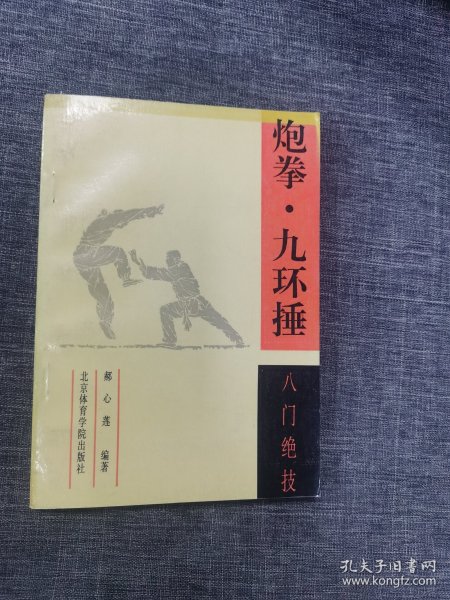 炮拳·九环捶
八门绝技
郝心莲 编著
北京体育学院出版社
孔夫子旧书网
www.kongfz.com